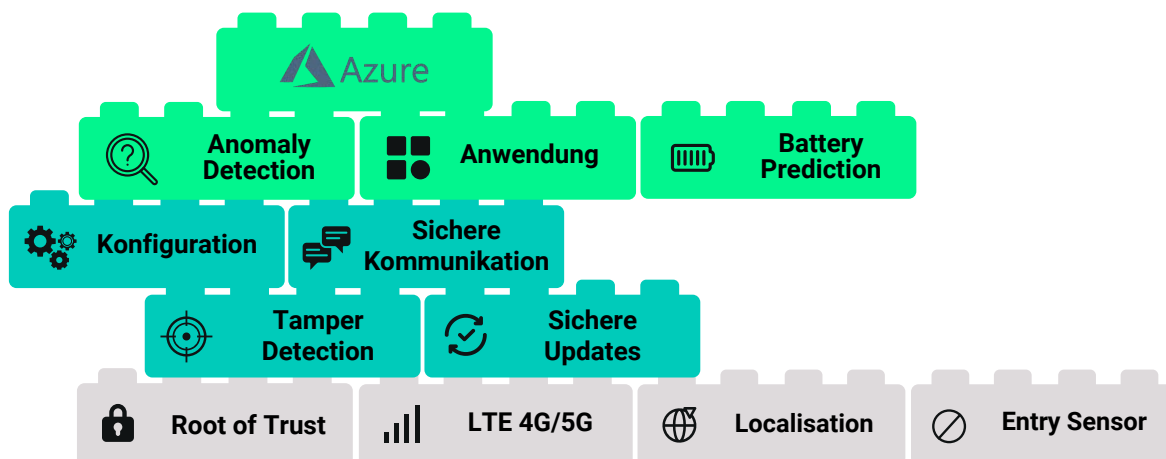 Azure
Anomaly
Detection
Anwendung
Battery
Prediction
Konfiguration
Sichere
Kommunikation
Tamper
Detection
Sichere
Updates
Root of Trust
LTE 4G/5G
Localisation
Entry Sensor